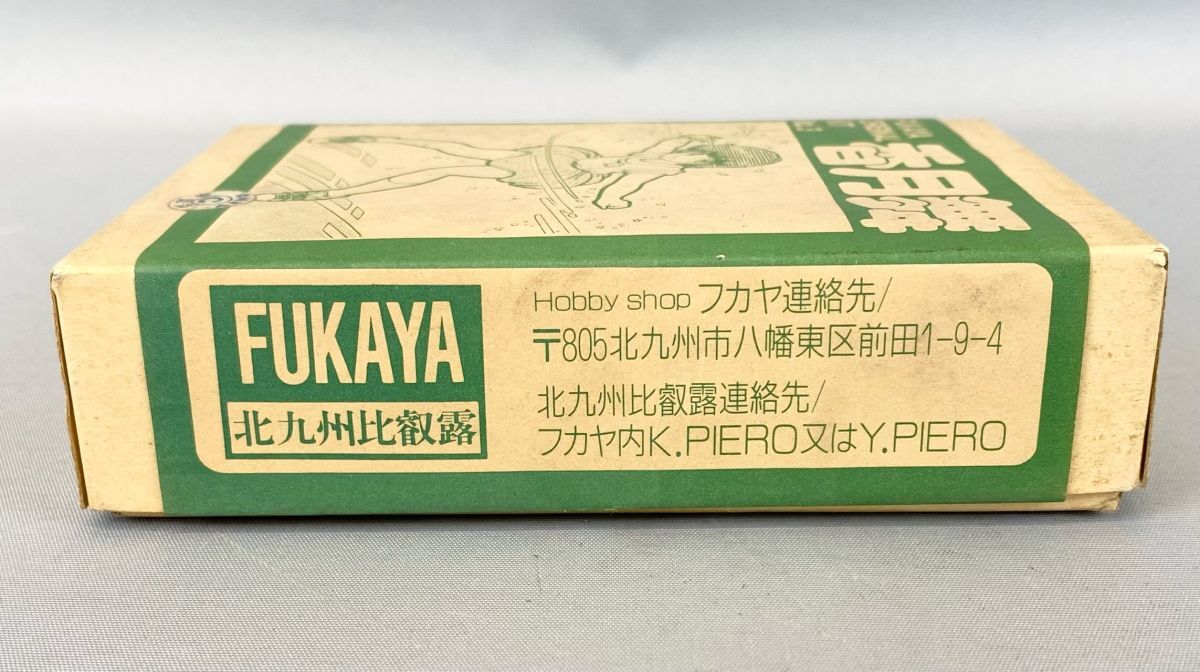 FUKAYA
北九州比叡露
Hobby shop フカヤ連絡先/
〒805北九州市八幡東区前田1-9-4
北九州比叡露連絡先/
フカヤ内K.PIERO又はY.PIERO